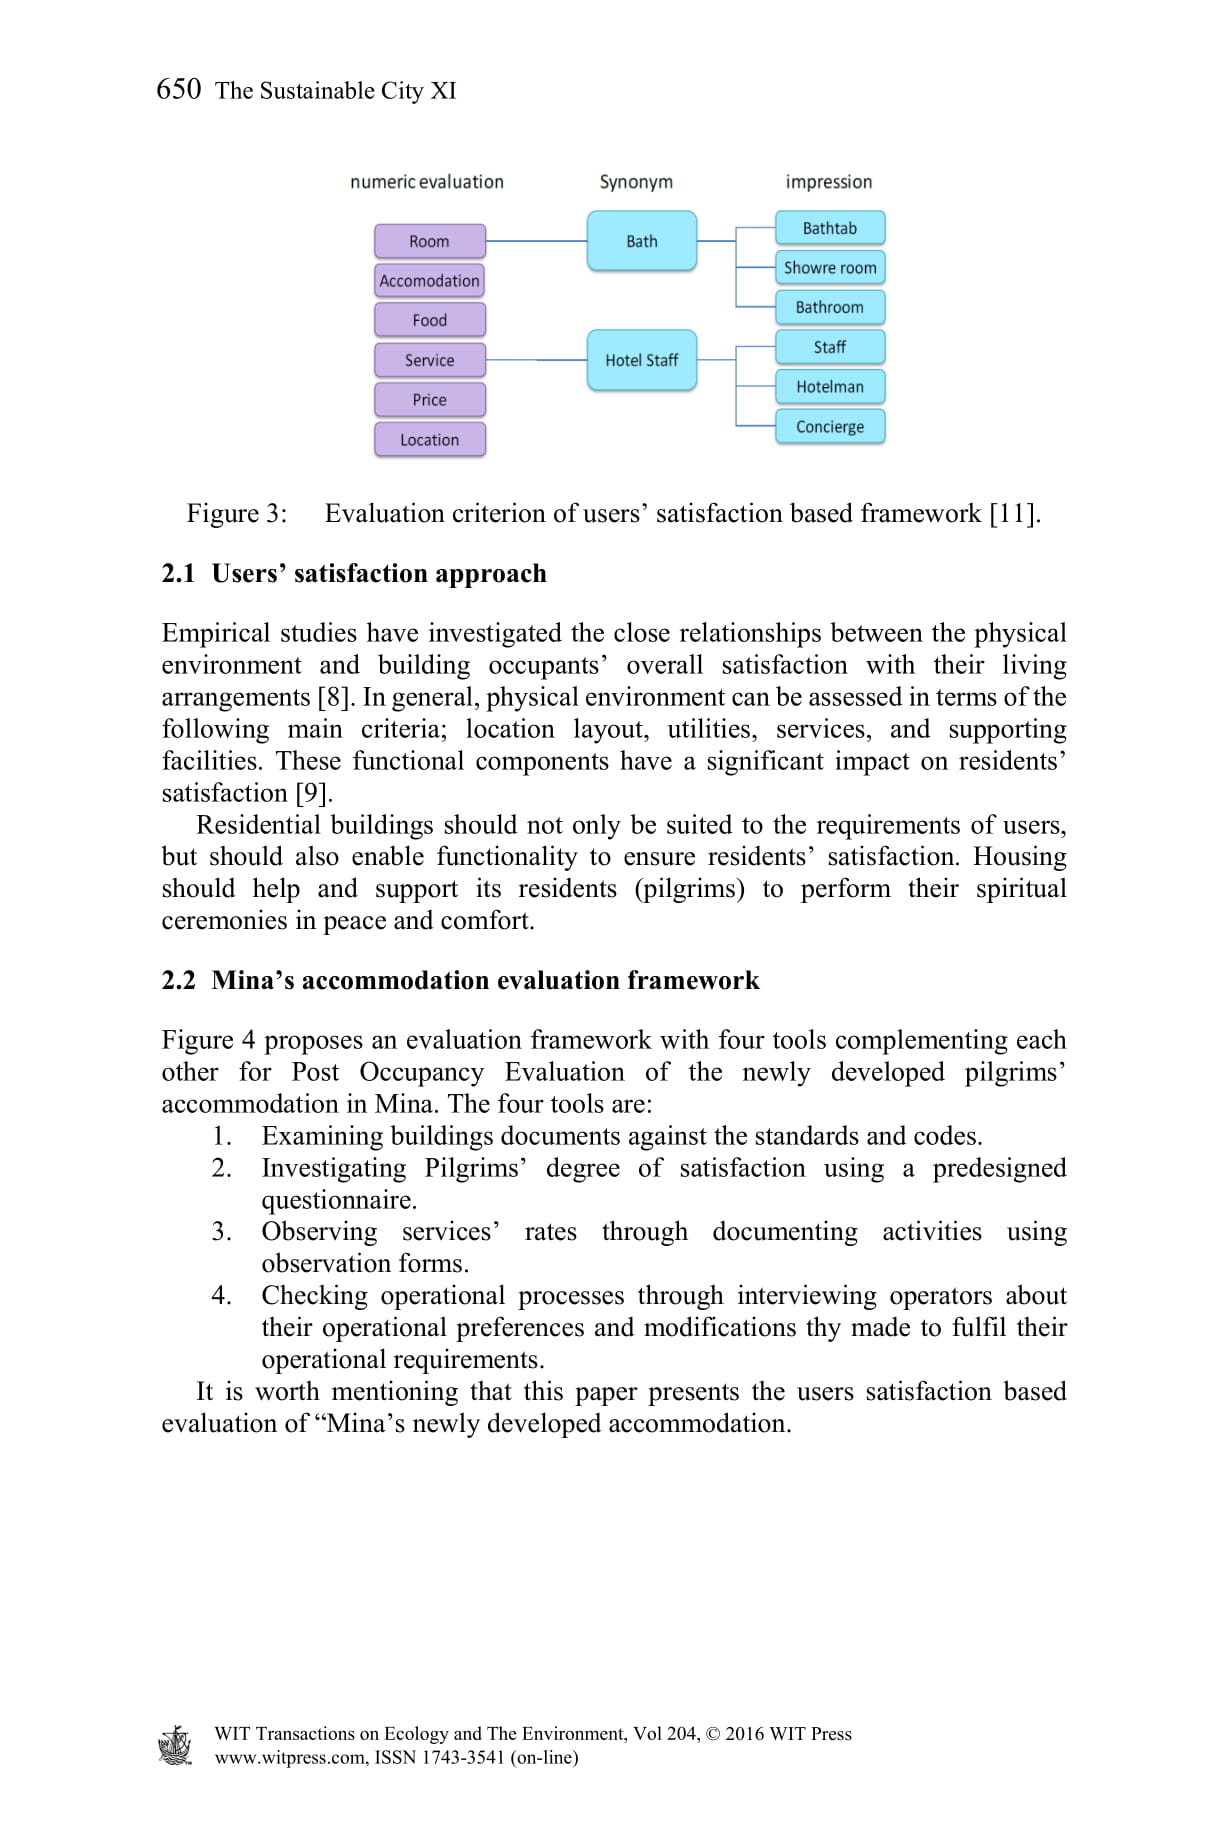 650 The Sustainable City XI
numeric evaluation Synonym impression
Room Bath Bathtab
Accomodation Showre room
Food Bathroom
Service Hotel Staff Staff
Price Hotelman
Location Concierge
Figure 3: Evaluation criterion of users’ satisfaction based framework [11].
2.1 Users’ satisfaction approach
Empirical studies have investigated the close relationships between the physical
environment and building occupants’ overall satisfaction with their living
arrangements [8]. In general, physical environment can be assessed in terms of the
following main criteria; location layout, utilities, services, and supporting
facilities. These functional components have a significant impact on residents’
satisfaction [9].
Residential buildings should not only be suited to the requirements of users,
but should also enable functionality to ensure residents’ satisfaction. Housing
should help and support its residents (pilgrims) to perform their spiritual
ceremonies in peace and comfort.
2.2 Mina’s accommodation evaluation framework
Figure 4 proposes an evaluation framework with four tools complementing each
other for Post Occupancy Evaluation of the newly developed pilgrims’
accommodation in Mina. The four tools are:
1. Examining buildings documents against the standards and codes.
2. Investigating Pilgrims’ degree of satisfaction using a predesigned
questionnaire.
3. Observing services’ rates through documenting activities using
observation forms.
4. Checking operational processes through interviewing operators about
their operational preferences and modifications thy made to fulfil their
operational requirements.
It is worth mentioning that this paper presents the users satisfaction based
evaluation of “Mina’s newly developed accommodation.
WIT Transactions on Ecology and The Environment, Vol 204, © 2016 WIT Press
www.witpress.com, ISSN 1743-3541 (on-line)